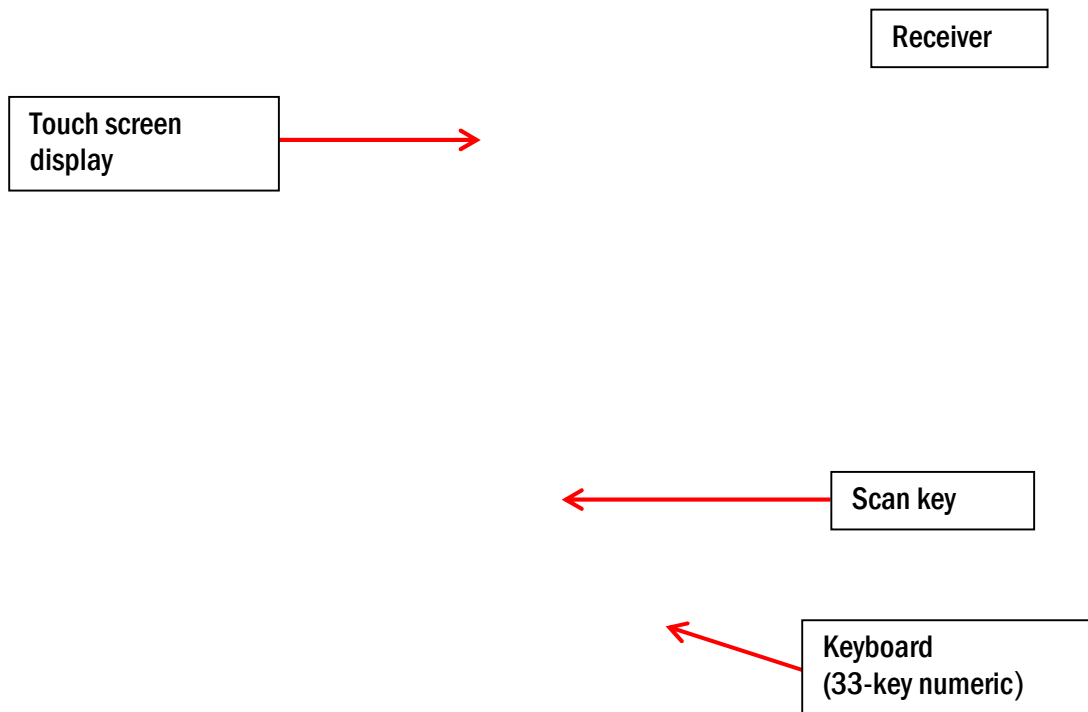 Receiver
Touch screen
display
Scan key
Keyboard
(33-key numeric)